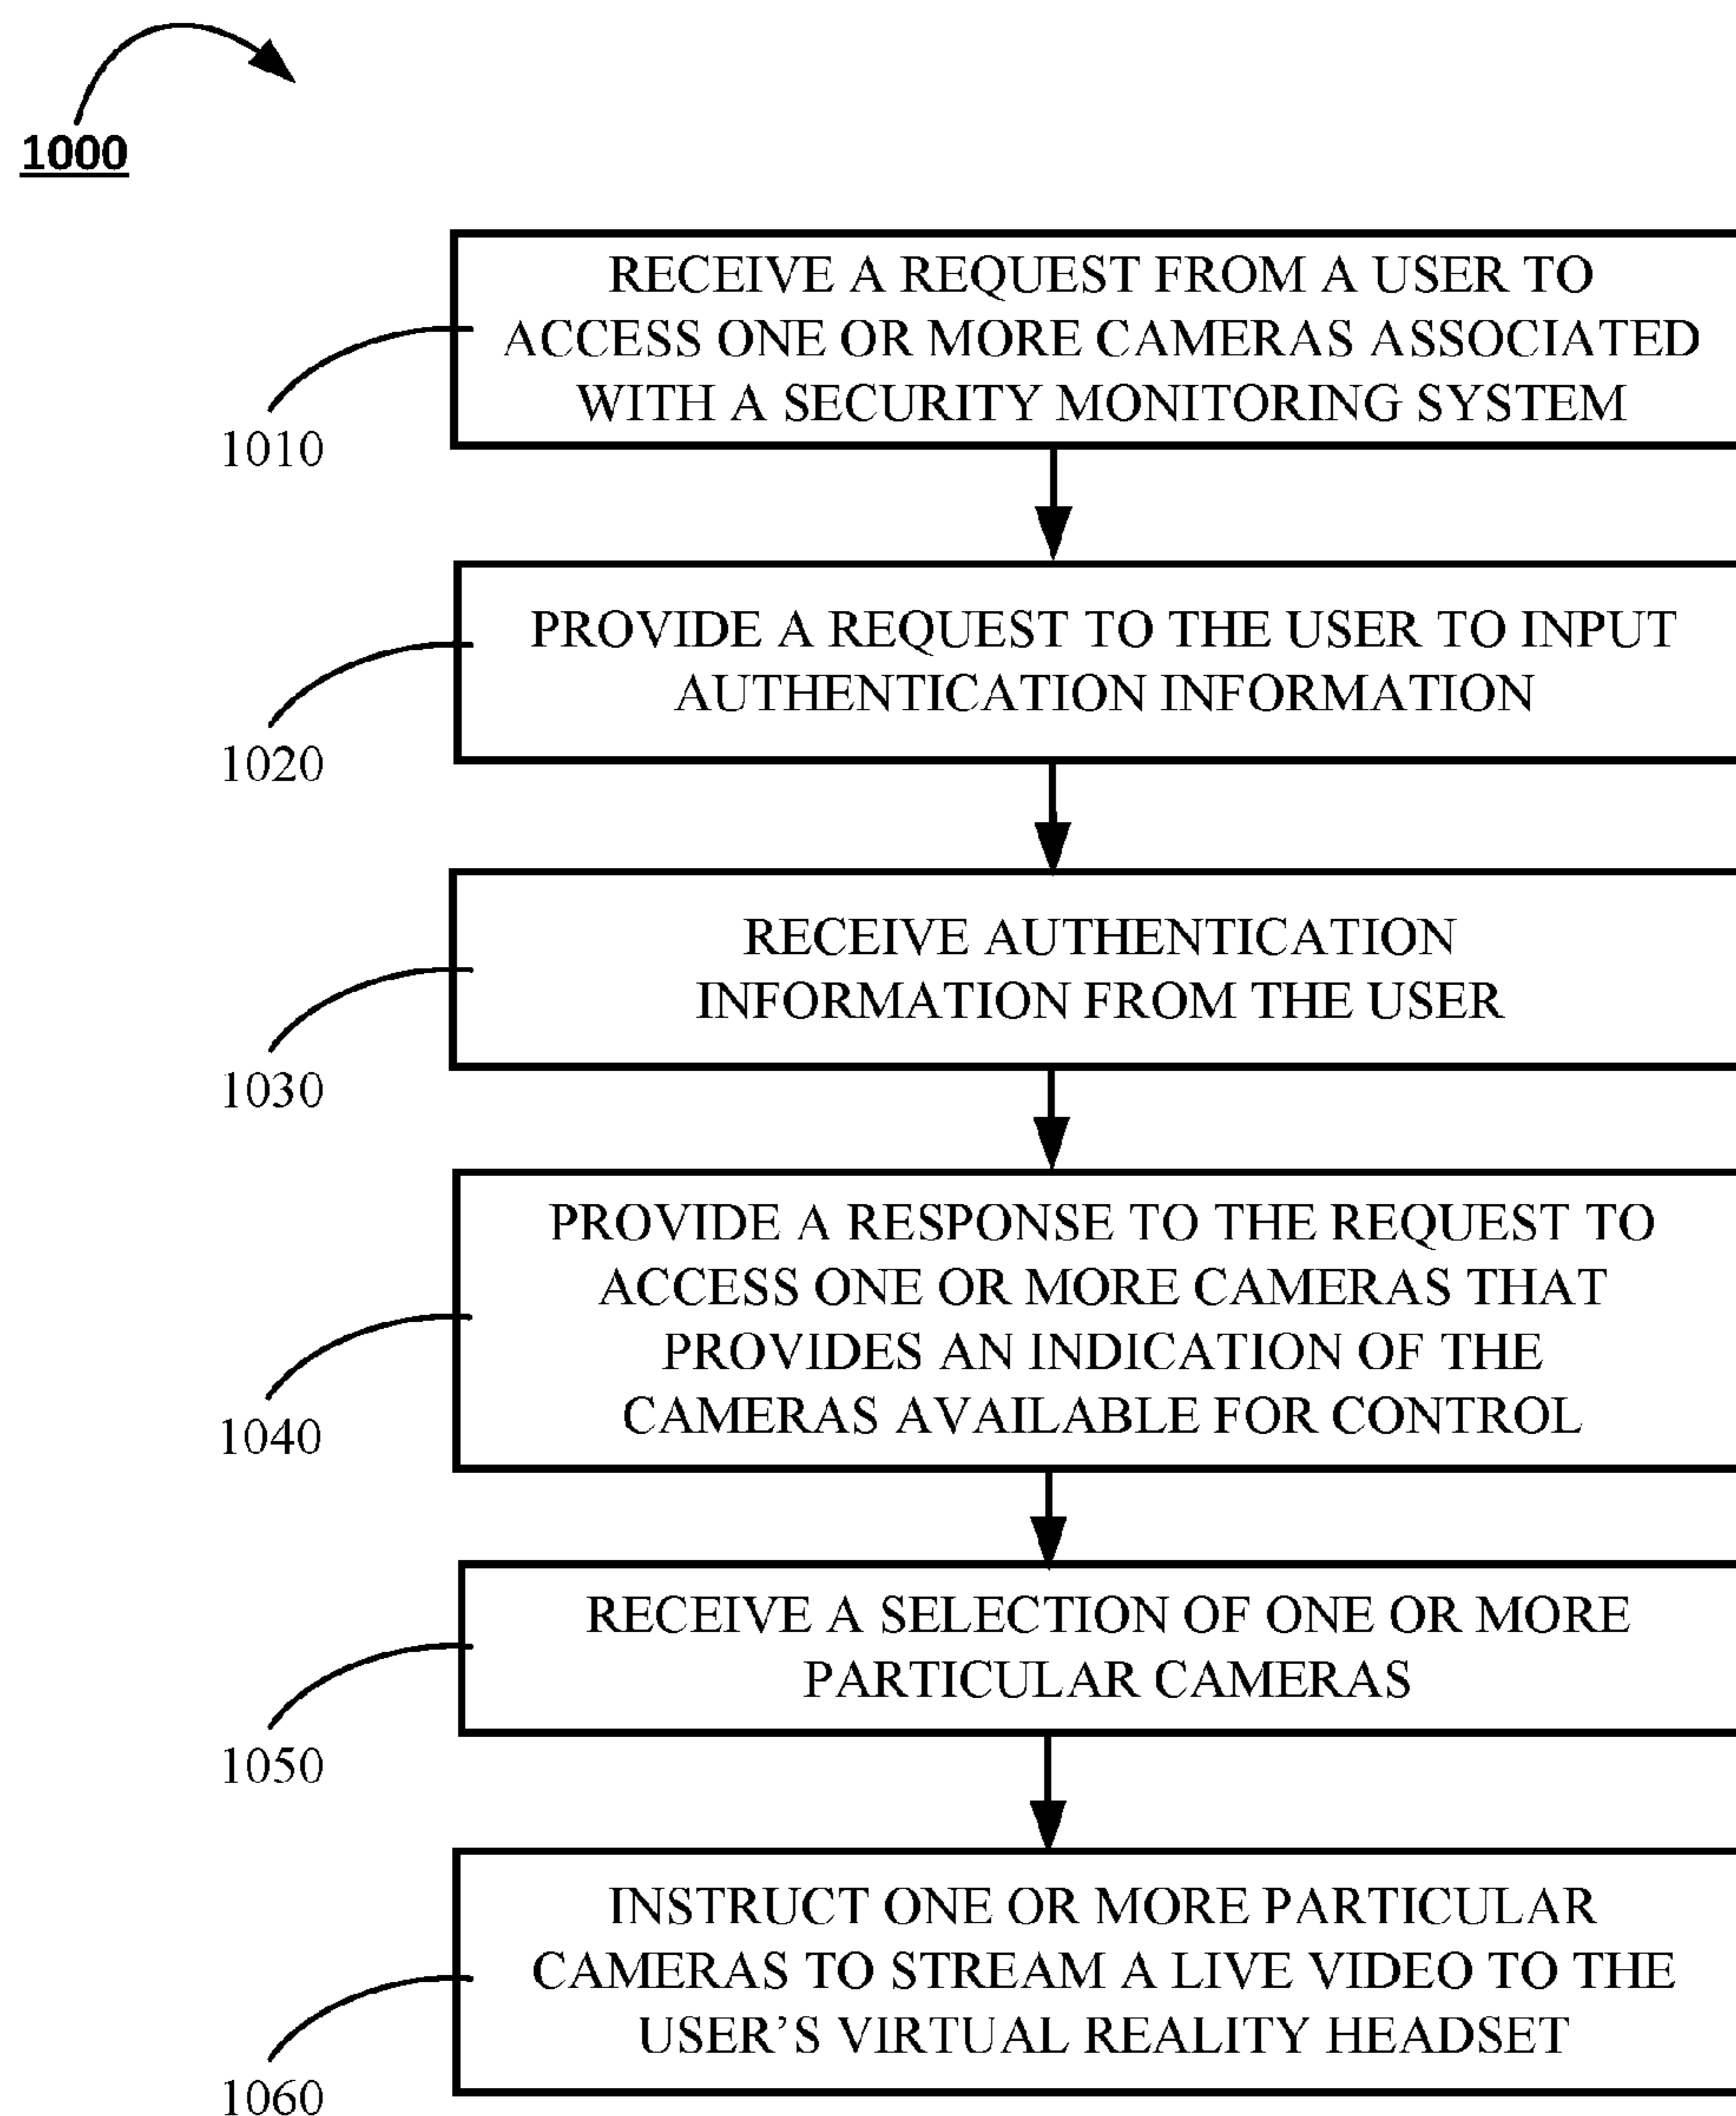 1000
RECEIVE A REQUEST FROM A USER TO
ACCESS ONE OR MORE CAMERAS ASSOCIATED
WITH A SECURITY MONITORING SYSTEM
1010
PROVIDE A REQUEST TO THE USER TO INPUT
AUTHENTICATION INFORMATION
1020
RECEIVE AUTHENTICATION
INFORMATION FROM THE USER
1030
PROVIDE A RESPONSE TO THE REQUEST TO
ACCESS ONE OR MORE CAMERAS THAT
PROVIDES AN INDICATION OF THE
CAMERAS AVAILABLE FOR CONTROL
1040
RECEIVE A SELECTION OF ONE OR MORE
PARTICULAR CAMERAS
1050
INSTRUCT ONE OR MORE PARTICULAR
CAMERAS TO STREAM A LIVE VIDEO TO THE
USER’S VIRTUAL REALITY HEADSET
1060